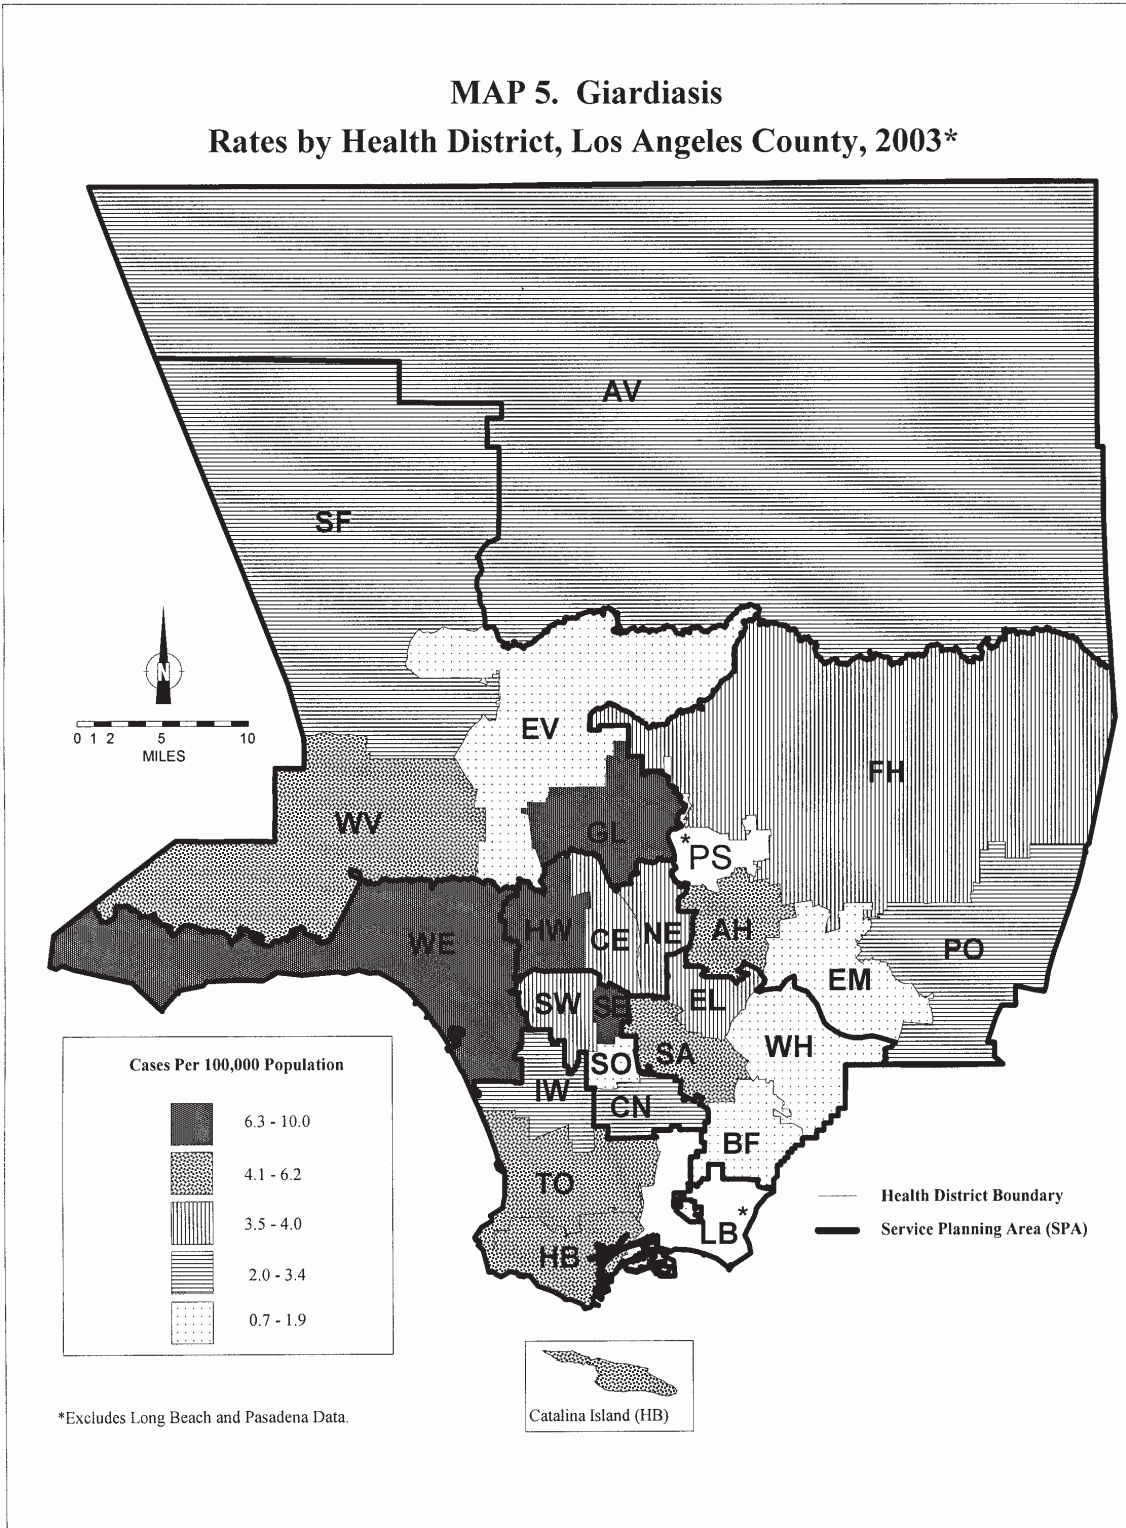 MAP 5. Giardiasis
Rates by Health District, Los Angeles County, 2003*
AV
SF
N
0 1 2 5 10
MILES
EV
FH
WV
GL
*
PS
WE
HW
CE
NE
AH
PO
EM
SW
SE
EL
WH
SO
SA
IW
CN
BF
TO
*
LB
HB
Cases Per 100,000 Population
6.3 - 10.0
4.1 - 6.2
3.5 - 4.0
2.0 - 3.4
0.7 - 1.9
Health District Boundary
Service Planning Area (SPA)
Catalina Island (HB)
*Excludes Long Beach and Pasadena Data.